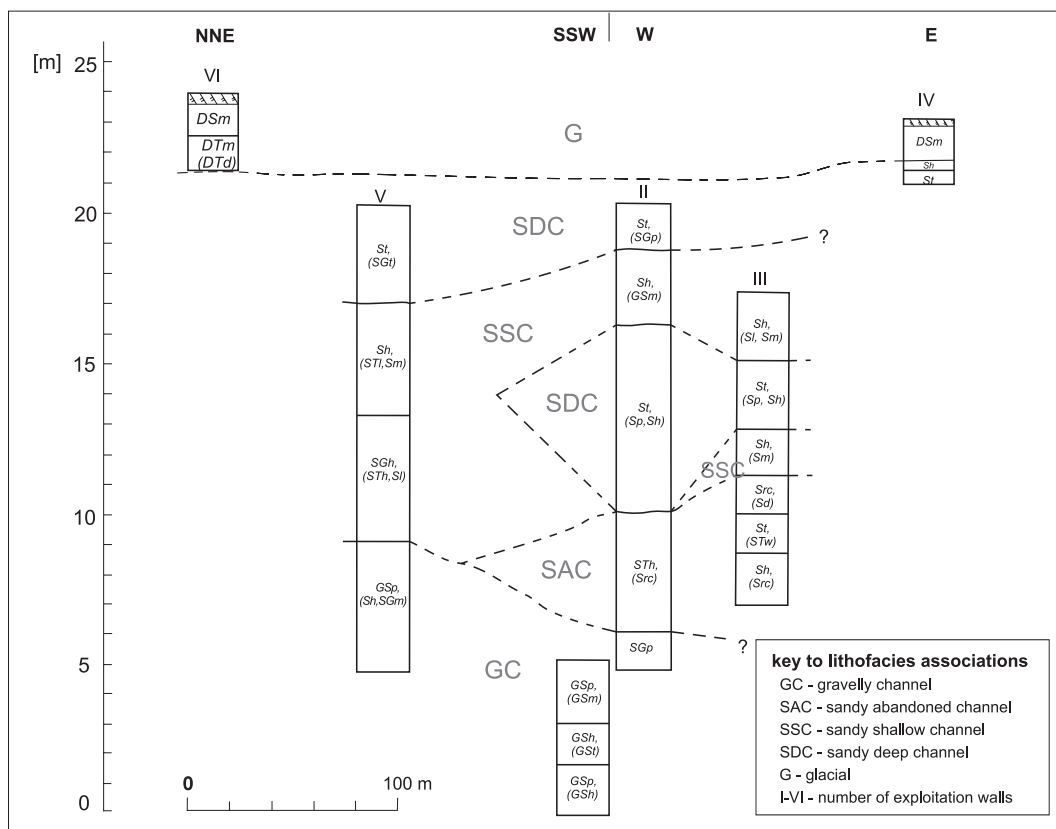 NNE SSW W E
[m] 25
VI
IV
DSm
DTm
(DTd)
G
DSm
Sh
St
20
V
II
St,
(SGt)
SDC
St,
(SGp)
?
SSC
Sh,
(GSm)
III
15
Sh,
(STl,Sm)
Sh,
(Sl, Sm)
SDC
St,
(Sp,Sh)
St,
(Sp, Sh)
SGh,
(STh,Sl)
SSC
Sh,
(Sm)
10
Src,
(Sd)
St,
(STw)
Sh,
(Src)
GSp,
(Sh,SGm)
SAC
STh,
(Src)
5
GC
SGp
?
GSp,
(GSm)
GSh,
(GSt)
GSp,
(GSh)
0
0 100 m
key to lithofacies associations
GC - gravelly channel
SAC - sandy abandoned channel
SSC - sandy shallow channel
SDC - sandy deep channel
G - glacial
I-VI - number of exploitation walls